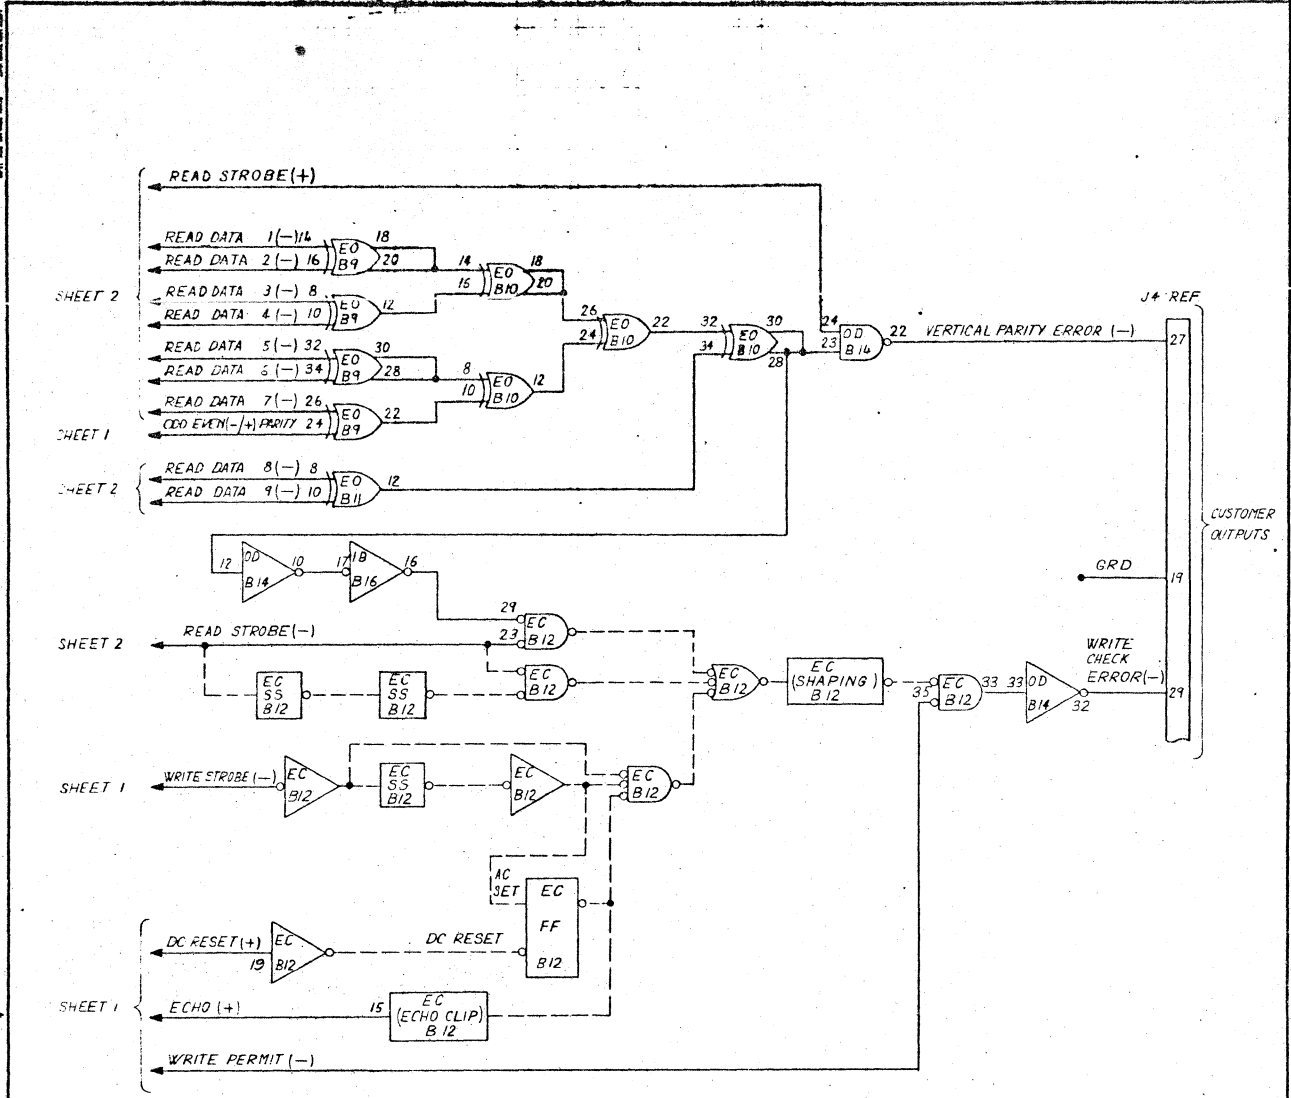 READ STROBE(+)
READ DATA 1(—)14
18
EO
B9
READ DATA 2(—) 16
20
14
15
EO
B10
18
20
SHEET 2
READ DATA 3(—) 8
EO
B9
12
READ DATA 4(—) 10
26
24
EO
B10
22
32
34
EO
B10
30
28
24
23
OD
B14
22
VERTICAL PARITY ERROR (—)
J4 REF
27
READ DATA 5(—) 32
30
EO
B9
READ DATA 6(—) 34
28
8
10
EO
B10
12
READ DATA 7(—) 26
22
EO
B9
ODD EVEN(-/+) PARITY 24
SHEET 1
READ DATA 8(—) 8
12
EO
B11
SHEET 2
READ DATA 9(—) 10
CUSTOMER
OUTPUTS
12
OD
B14
10
17
IB
B16
16
GRD
19
29
23
EC
B12
SHEET 2
READ STROBE(—)
EC
SS
B12
EC
SS
B12
EC
B12
EC
B12
EC
(SHAPING)
B12
35
EC
B12
33
33
OD
B14
32
WRITE
CHECK
ERROR(—)
29
SHEET 1
WRITE STROBE(—)
EC
B12
EC
SS
B12
EC
B12
EC
B12
AC
SET
EC
FF
B12
DC RESET(+)
19
EC
B12
DC RESET
SHEET 1
ECHO(+)
15
EC
(ECHO CLIP)
B12
WRITE PERMIT(—)